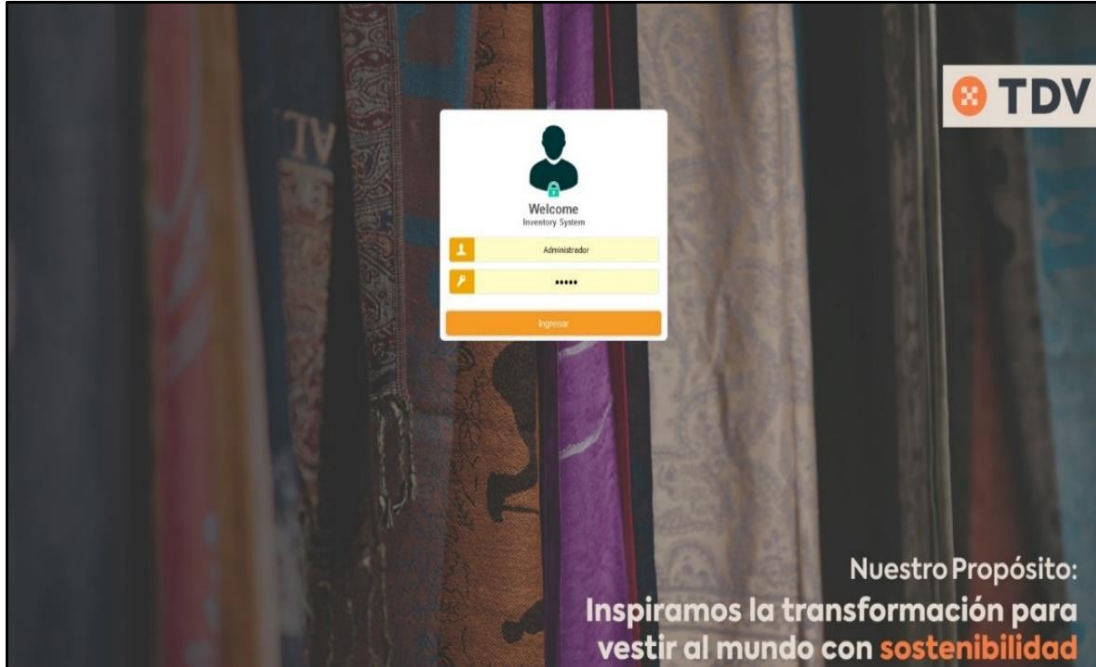 TDV
Welcome
Inventory System
Administrador
•••••
Ingresar
Nuestro Propósito:
Inspiramos la transformación para
vestir al mundo con sostenibilidad